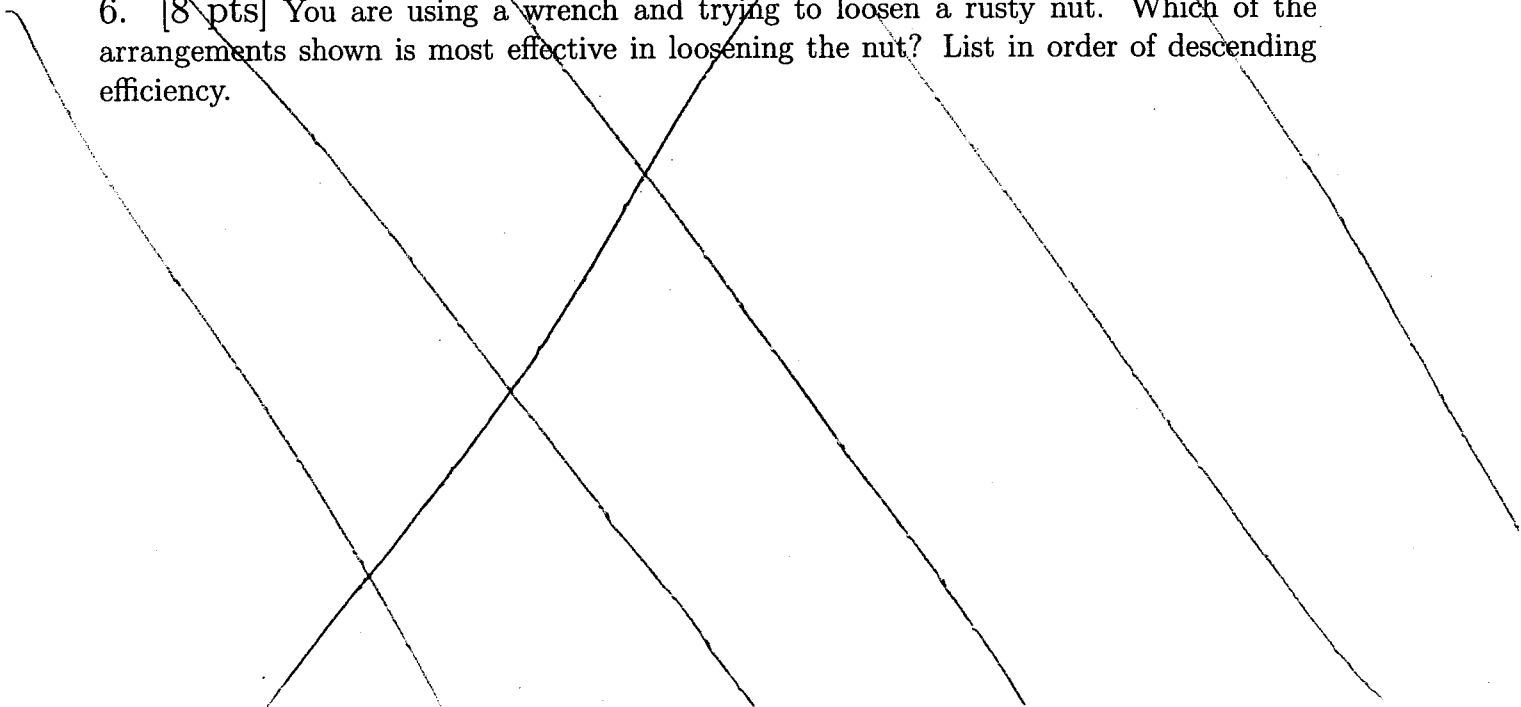 6. [8 pts] You are using a wrench and trying to loosen a rusty nut. Which of the
arrangements shown is most effective in loosening the nut? List in order of descending
efficiency.